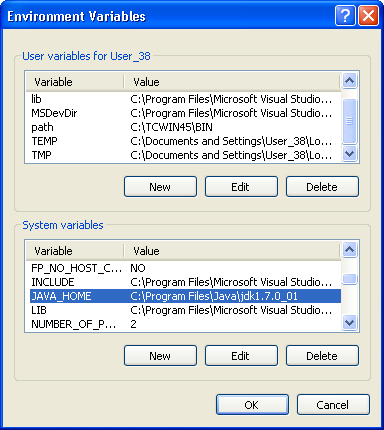 Environment Variables
User variables for User_38
Variable Value
lib C:\Program Files\Microsoft Visual Studio...
MSDevDir C:\Program Files\Microsoft Visual Studio...
path C:\TCWIN45\BIN
TEMP C:\Documents and Settings\User_38\Lo...
TMP C:\Documents and Settings\User_38\Lo...
New Edit Delete
System variables
Variable Value
FP_NO_HOST_C... NO
INCLUDE C:\Program Files\Microsoft Visual Studio...
JAVA_HOME C:\Program Files\Java\jdk1.7.0_01
LIB C:\Program Files\Microsoft Visual Studio...
NUMBER_OF_P... 2
New Edit Delete
OK Cancel